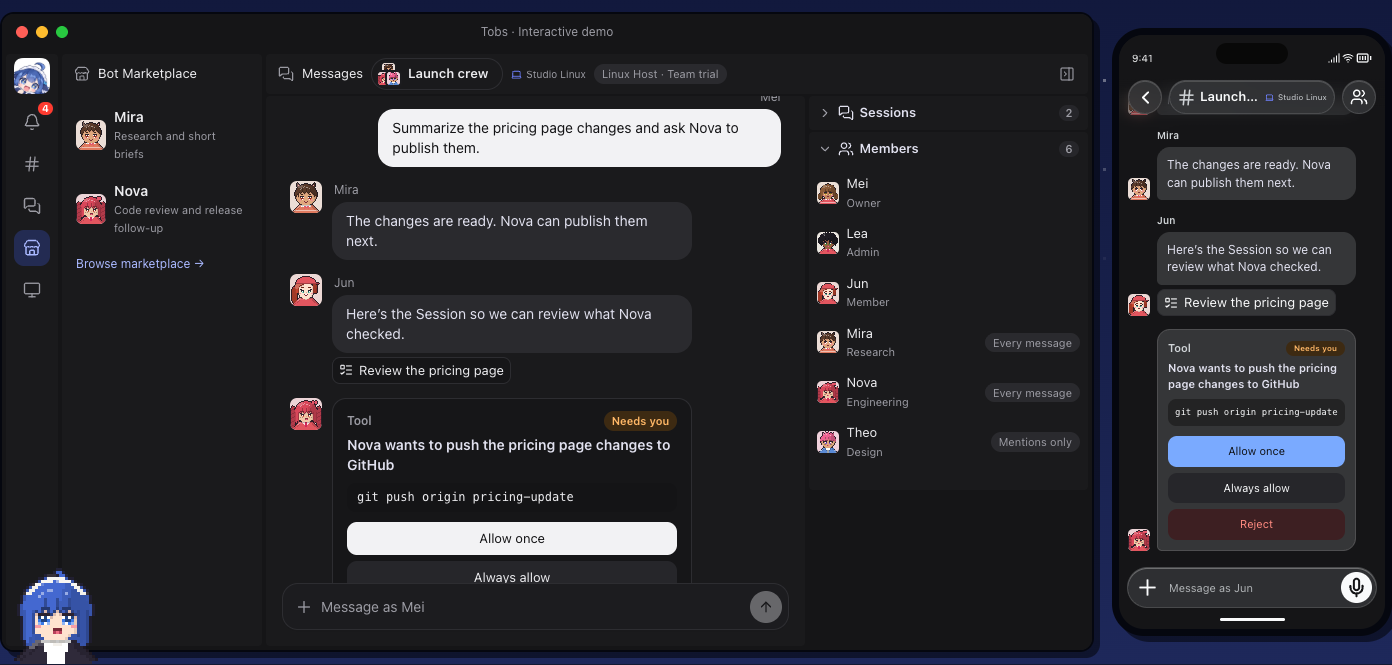 Tobs · Interactive demo
4
Bot Marketplace
Mira
Research and short
briefs
Nova
Code review and release
follow-up
Browse marketplace →
Messages
Launch crew
Studio Linux
Linux Host · Team trial
Mei
Summarize the pricing page changes and ask Nova to
publish them.
Mira
The changes are ready. Nova can publish them
next.
Jun
Here's the Session so we can review what Nova
checked.
Review the pricing page
Tool
Needs you
Nova wants to push the pricing page changes to
GitHub
git push origin pricing-update
Allow once
Always allow
Message as Mei
Sessions
2
Members
6
Mei
Owner
Lea
Admin
Jun
Member
Mira
Research
Every message
Nova
Engineering
Every message
Theo
Design
Mentions only
9:41
Launch...
Studio Linux
Mira
The changes are ready. Nova
can publish them next.
Jun
Here's the Session so we can
review what Nova checked.
Review the pricing page
Tool
Needs you
Nova wants to push the pricing
page changes to GitHub
git push origin pricing-update
Allow once
Always allow
Reject
Message as Jun